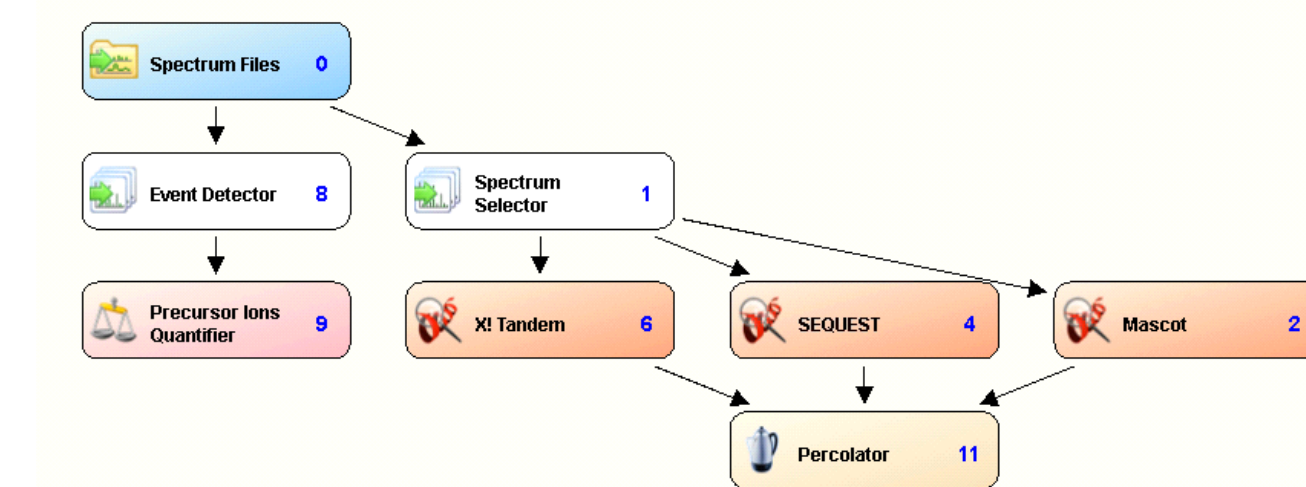 Spectrum Files 0
Event Detector 8
Spectrum
Selector 1
Precursor Ions
Quantifier 9
X! Tandem 6
SEQUEST 4
Mascot 2
Percolator 11